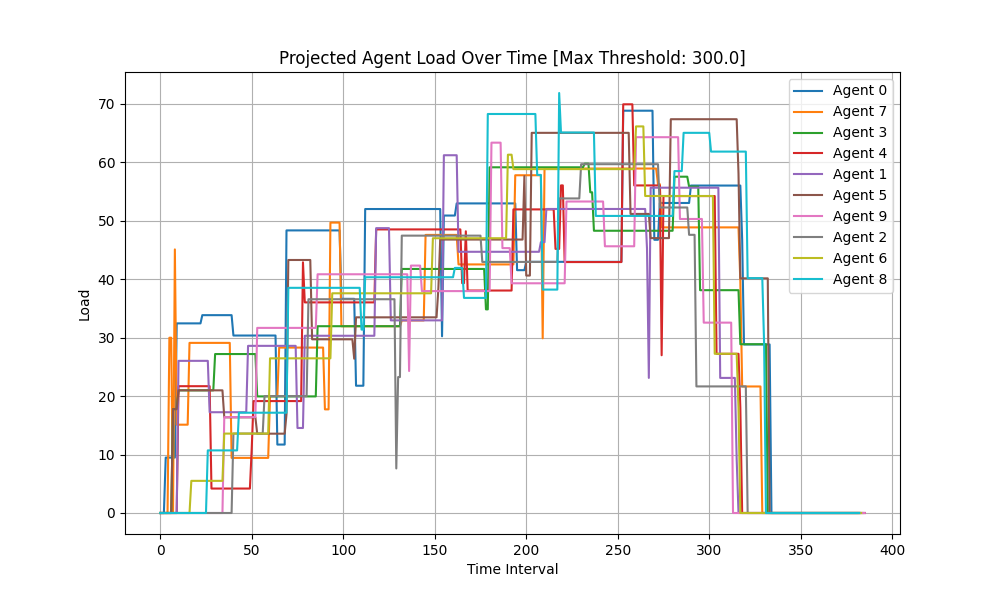 Projected Agent Load Over Time [Max Threshold: 300.0]
Load
70
60
50
40
30
20
10
0
0 50 100 150 200 250 300 350 400
Time Interval
Agent 0
Agent 7
Agent 3
Agent 4
Agent 1
Agent 5
Agent 9
Agent 2
Agent 6
Agent 8